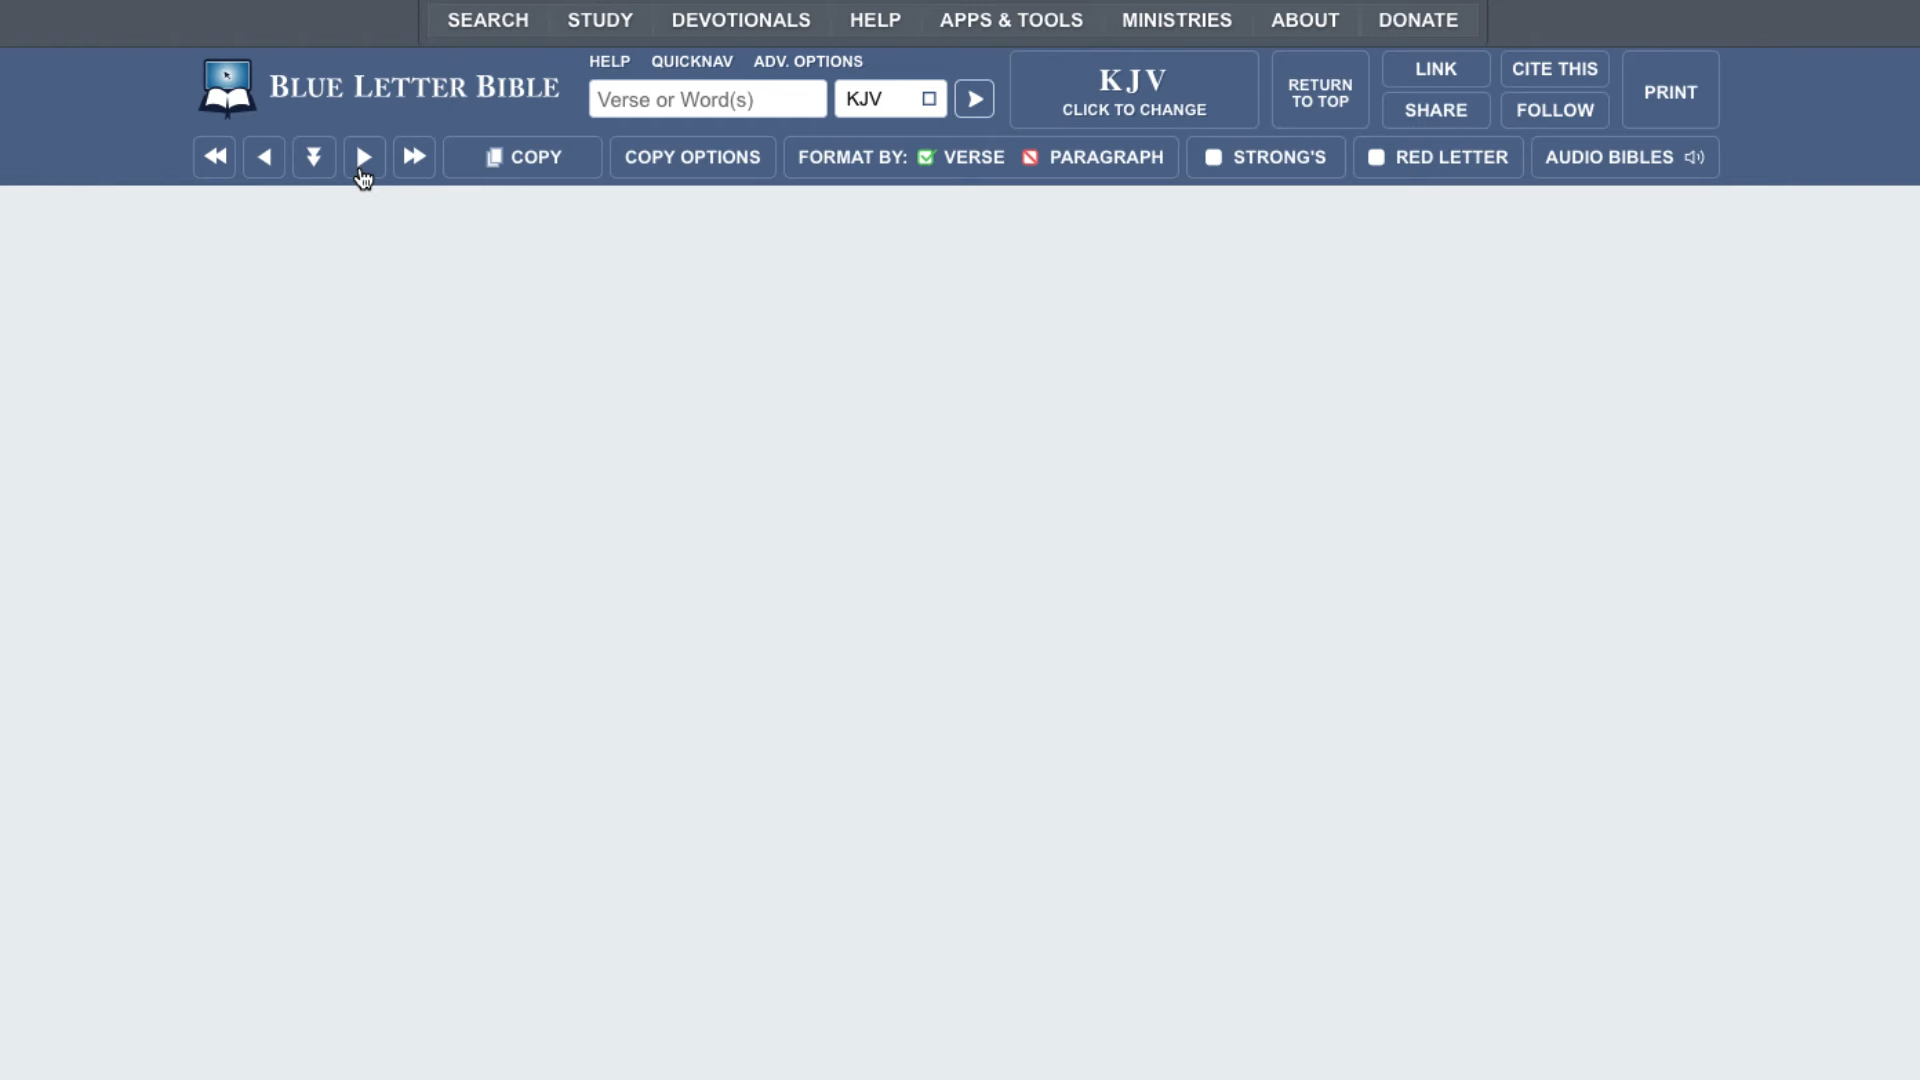 SEARCH STUDY DEVOTIONALS HELP APPS & TOOLS MINISTRIES ABOUT DONATE
BLUE LETTER BIBLE
HELP QUICKNAV ADV. OPTIONS
Verse or Word(s) KJV
KJV
CLICK TO CHANGE
RETURN
TO TOP
LINK CITE THIS
SHARE FOLLOW
PRINT
COPY COPY OPTIONS FORMAT BY: VERSE PARAGRAPH STRONG'S RED LETTER AUDIO BIBLES